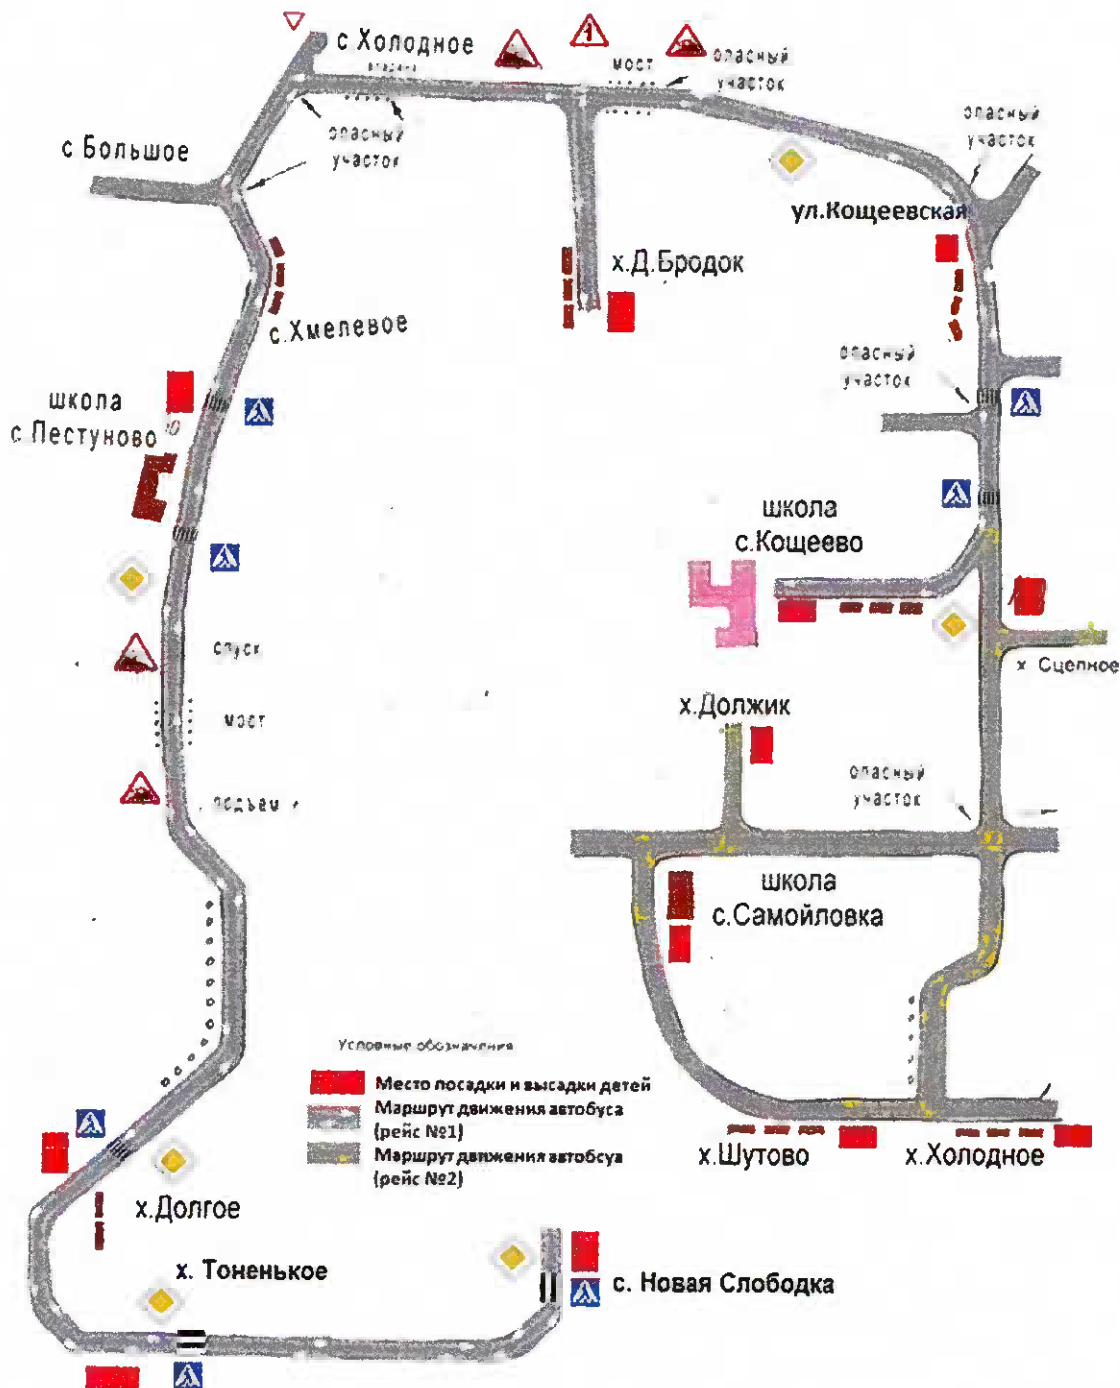 с Холодное
впадина
1
мост
опасный
участок
опасный
участок
с Большое
опасный
участок
ул.Кощеевская
х.Д.Бродок
с.Хмелевое
опасный
участок
школа
с Пестуново
школа
с.Кощеево
спуск
х Сцепное
мост
х.Должик
подъем
опасный
участок
школа
с.Самойловка
Условные обозначения
Место посадки и высадки детей
Маршрут движения автобуса
(рейс №1)
Маршрут движения автобсуа
(рейс №2)
х.Шутово
х.Холодное
х.Долгое
х. Тоненькое
с. Новая Слободка